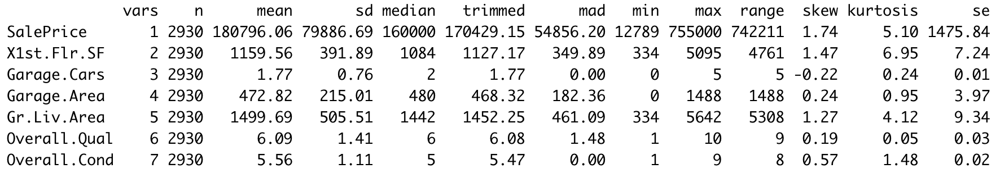 vars n mean sd median trimmed mad min max range skew kurtosis se
SalePrice 1 2930 180796.06 79886.69 160000 170429.15 54856.20 12789 755000 742211 1.74 5.10 1475.84
X1st.Flr.SF 2 2930 1159.56 391.89 1084 1127.17 349.89 334 5095 4761 1.47 6.95 7.24
Garage.Cars 3 2930 1.77 0.76 2 1.77 0.00 0 5 5 -0.22 0.24 0.01
Garage.Area 4 2930 472.82 215.01 480 468.32 182.36 0 1488 1488 0.24 0.95 3.97
Gr.Liv.Area 5 2930 1499.69 505.51 1442 1452.25 461.09 334 5642 5308 1.27 4.12 9.34
Overall.Qual 6 2930 6.09 1.41 6 6.08 1.48 1 10 9 0.19 0.05 0.03
Overall.Cond 7 2930 5.56 1.11 5 5.47 0.00 1 9 8 0.57 1.48 0.02